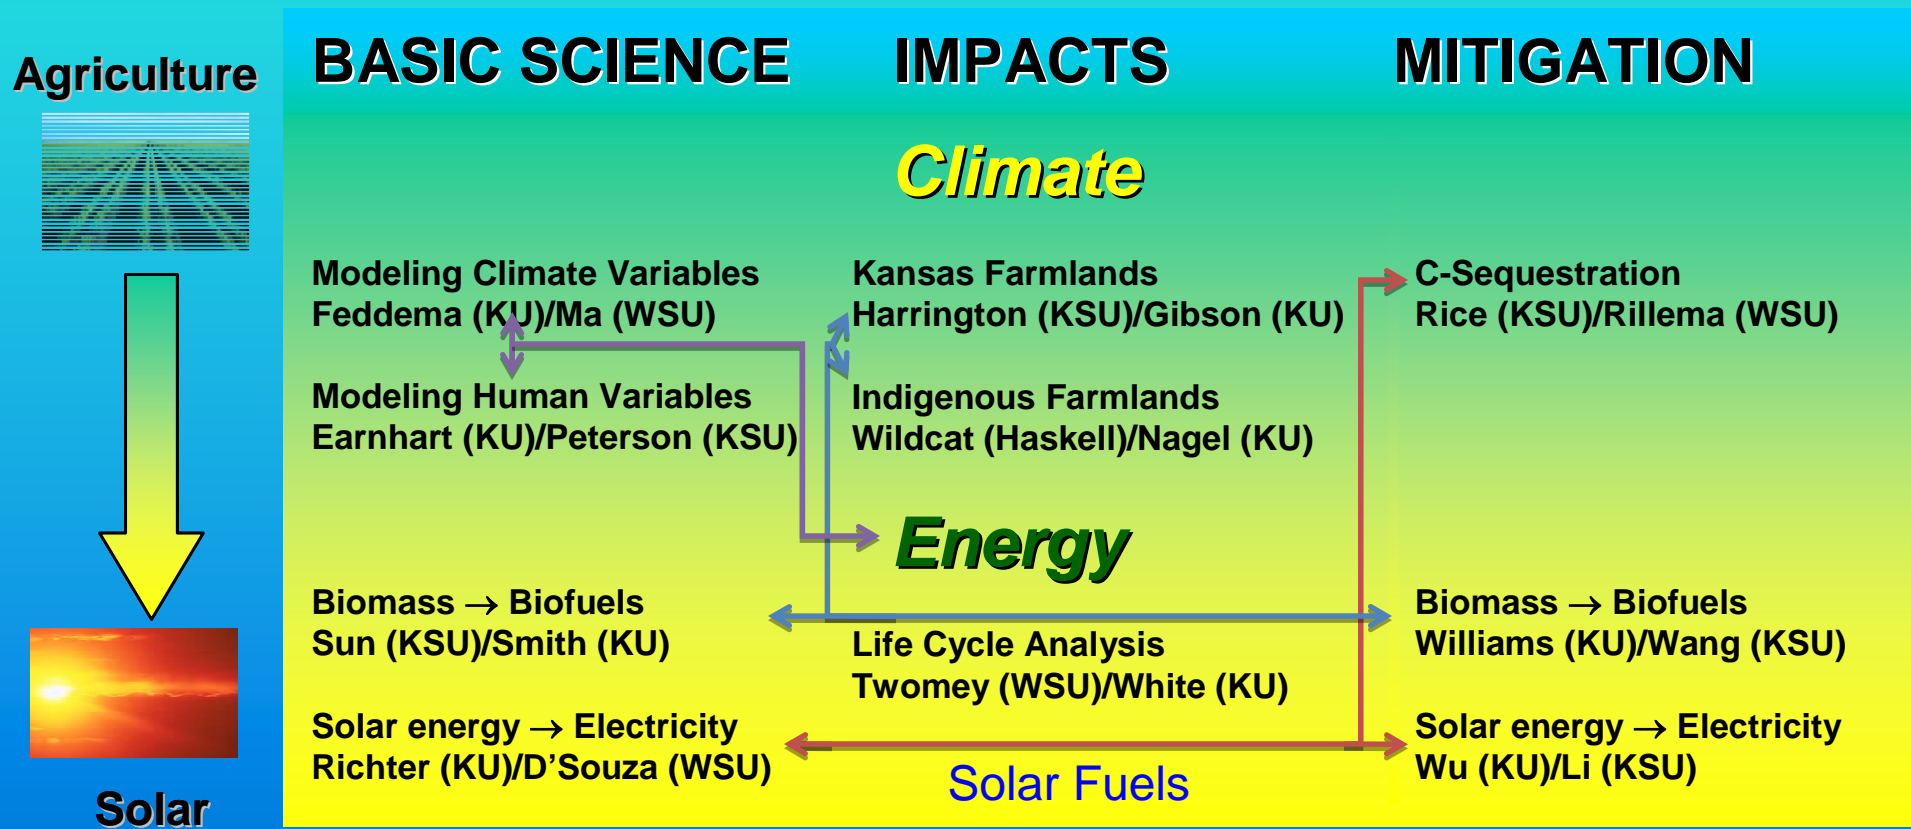 Agriculture
BASIC SCIENCE
IMPACTS
MITIGATION
Climate
Modeling Climate Variables
Feddema (KU)/Ma (WSU)
Kansas Farmlands
Harrington (KSU)/Gibson (KU)
C-Sequestration
Rice (KSU)/Rillema (WSU)
Modeling Human Variables
Earnhart (KU)/Peterson (KSU)
Indigenous Farmlands
Wildcat (Haskell)/Nagel (KU)
Energy
Biomass → Biofuels
Sun (KSU)/Smith (KU)
Life Cycle Analysis
Twomey (WSU)/White (KU)
Biomass → Biofuels
Williams (KU)/Wang (KSU)
Solar energy → Electricity
Richter (KU)/D’Souza (WSU)
Solar Fuels
Solar energy → Electricity
Wu (KU)/Li (KSU)
Solar